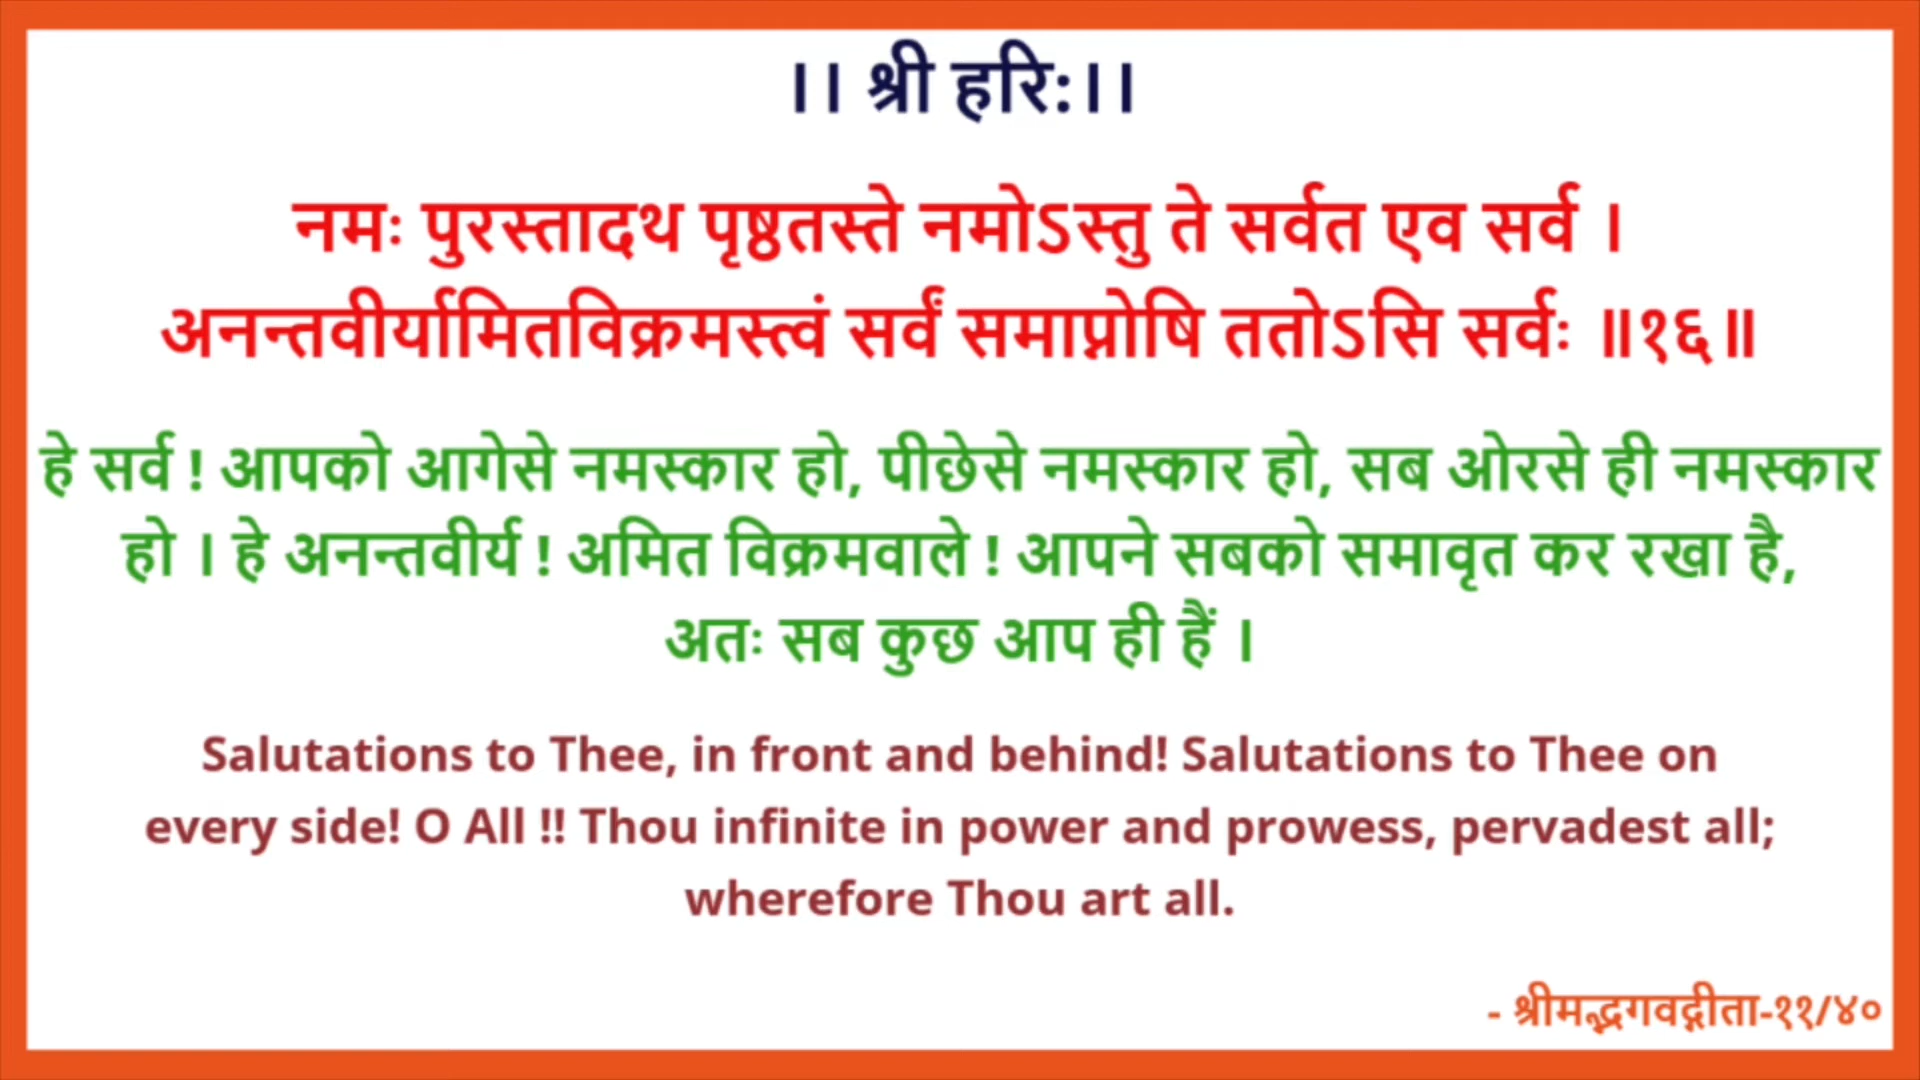 ।। श्री हरि:।।
नमः पुरस्तादथ पृष्ठतस्ते नमोऽस्तु ते सर्वत एव सर्व ।
अनन्तवीर्यामितविक्रमस्त्वं सर्वं समाप्नोषि ततोऽसि सर्वः ॥१६॥
हे सर्व ! आपको आगेसे नमस्कार हो, पीछेसे नमस्कार हो, सब ओरसे ही नमस्कार
हो । हे अनन्तवीर्य ! अमित विक्रमवाले ! आपने सबको समावृत कर रखा है,
अतः सब कुछ आप ही हैं ।
Salutations to Thee, in front and behind! Salutations to Thee on
every side! O All !! Thou infinite in power and prowess, pervadest all;
wherefore Thou art all.
- श्रीमद्भगवद्गीता-११/४०